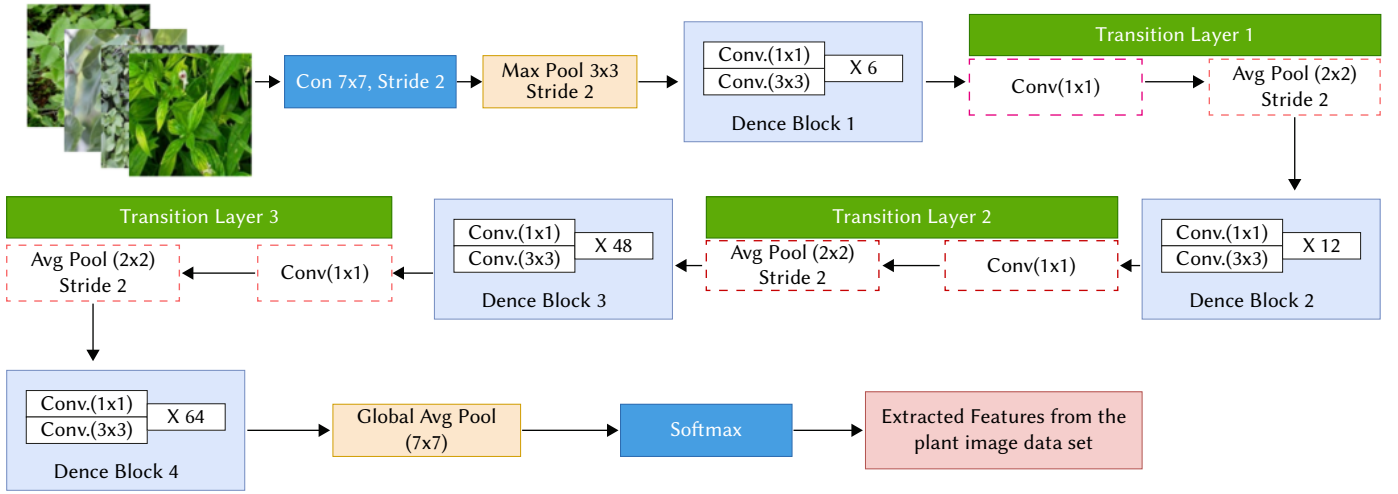 Con 7x7, Stride 2
Max Pool 3x3
Stride 2
Conv.(1x1)
Conv.(3x3)
X 6
Dence Block 1
Transition Layer 1
Conv(1x1)
Avg Pool (2x2)
Stride 2
Conv.(1x1)
Conv.(3x3)
X 12
Dence Block 2
Transition Layer 2
Conv(1x1)
Avg Pool (2x2)
Stride 2
Conv.(1x1)
Conv.(3x3)
X 48
Dence Block 3
Transition Layer 3
Conv(1x1)
Avg Pool (2x2)
Stride 2
Conv.(1x1)
Conv.(3x3)
X 64
Dence Block 4
Global Avg Pool
(7x7)
Softmax
Extracted Features from the
plant image data set